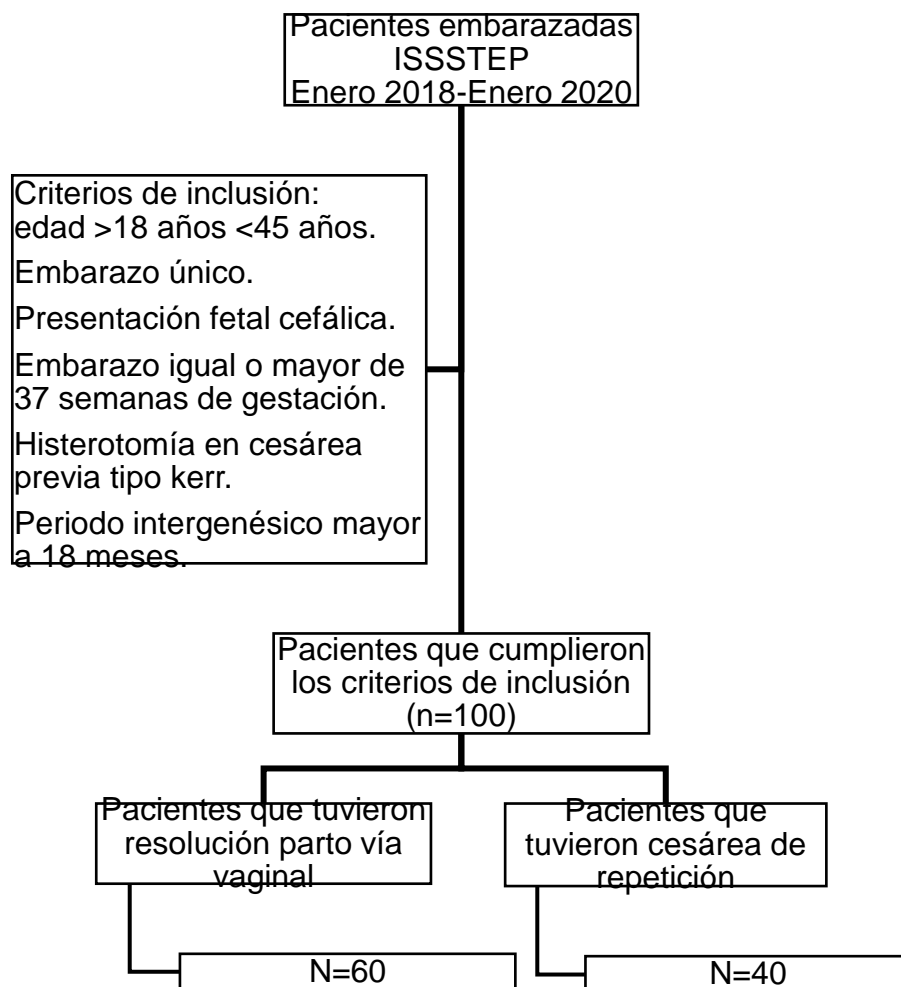 Pacientes embarazadas
ISSSTEP
Enero 2018-Enero 2020
Criterios de inclusión:
edad >18 años <45 años.
Embarazo único.
Presentación fetal cefálica.
Embarazo igual o mayor de
37 semanas de gestación.
Histerotomía en cesárea
previa tipo kerr.
Periodo intergenésico mayor
a 18 meses.
Pacientes que cumplieron
los criterios de inclusión
(n=100)
Pacientes que tuvieron
resolución parto vía
vaginal
Pacientes que
tuvieron cesárea de
repetición
N=60
N=40